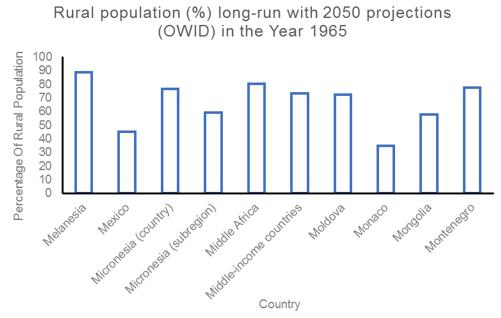 Rural population (%) long-run with 2050 projections
(OWID) in the Year 1965
Percentage Of Rural Population
100
90
80
70
60
50
40
30
20
10
0
Melanesia
Mexico
Micronesia (country)
Micronesia (subregion)
Middle Africa
Middle-income countries
Moldova
Monaco
Mongolia
Montenegro
Country